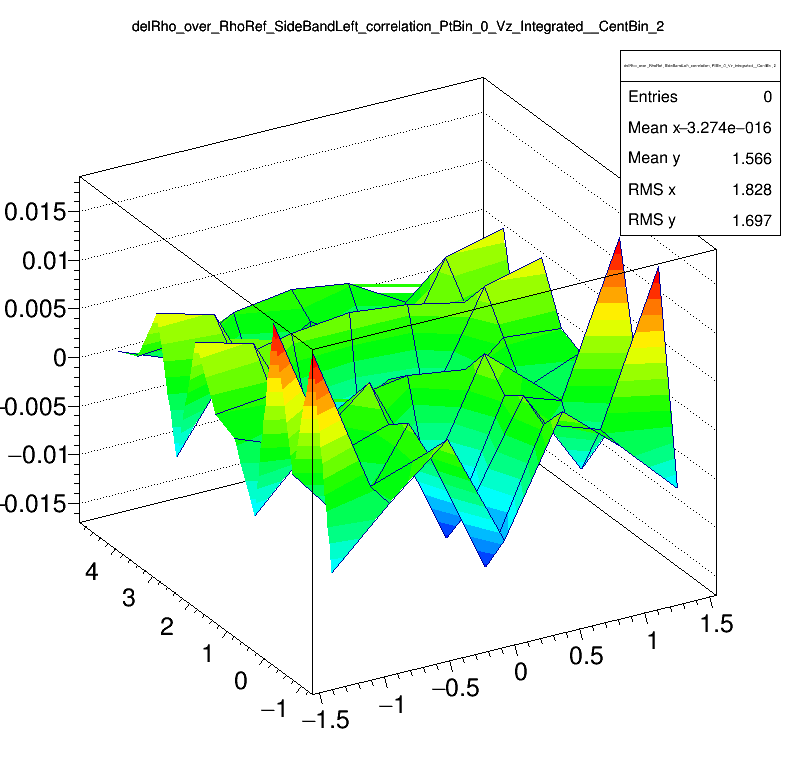 delRho_over_RhoRef_SideBandLeft_correlation_PtBin_0_Vz_Integrated__CentBin_2
delRho_over_RhoRef_SideBandLeft_correlation_PtBin_0_Vz_Integrated__CentBin_2
Entries 0
Mean x −3.274e−016
Mean y 1.566
RMS x 1.828
RMS y 1.697
0.015
0.01
0.005
0
−0.005
−0.01
−0.015
4
3
2
1
0
−1
−1.5
−1
−0.5
0
0.5
1
1.5